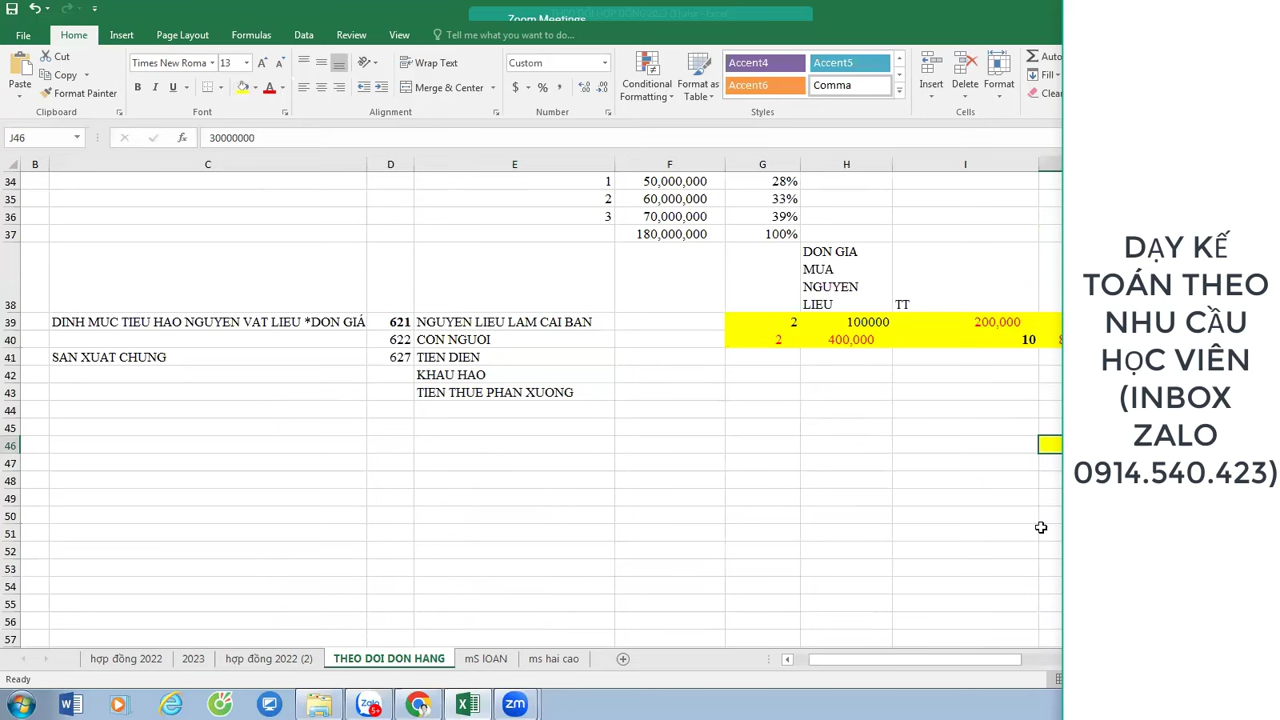 Zoom Meetings
File Home Insert Page Layout Formulas Data Review View Tell me what you want to do...
Cut
Copy
Format Painter
Paste
Clipboard
Times New Roma 13
B I U
Font
Wrap Text
Merge & Center
Alignment
Custom
$ % ,
Number
Conditional Formatting
Format as Table
Accent4 Accent5
Accent6 Comma
Styles
Insert Delete Format
Cells
Auto
Fill
Clea
J46 fx 30000000
B C D E F G H I
34 1 50,000,000 28%
35 2 60,000,000 33%
36 3 70,000,000 39%
37 180,000,000 100%
DON GIA
MUA
NGUYEN
38 LIEU TT
39 DINH MUC TIEU HAO NGUYEN VAT LIEU *DON GIÁ 621 NGUYEN LIEU LAM CAI BAN 2 100000 200,000
40 622 CON NGUOI 2 400,000 10 8
41 SAN XUAT CHUNG 627 TIEN DIEN
42 KHAU HAO
43 TIEN THUE PHAN XUONG
44
45
46
47
48
49
50
51
52
53
54
55
56
57
hợp đồng 2022 2023 hợp đồng 2022 (2) THEO DOI DON HANG mS lOAN ms hai cao
Ready
Zalo
5+
zm
DẠY KẾ
TOÁN THEO
NHU CẦU
HỌC VIÊN
(INBOX
ZALO
0914.540.423)